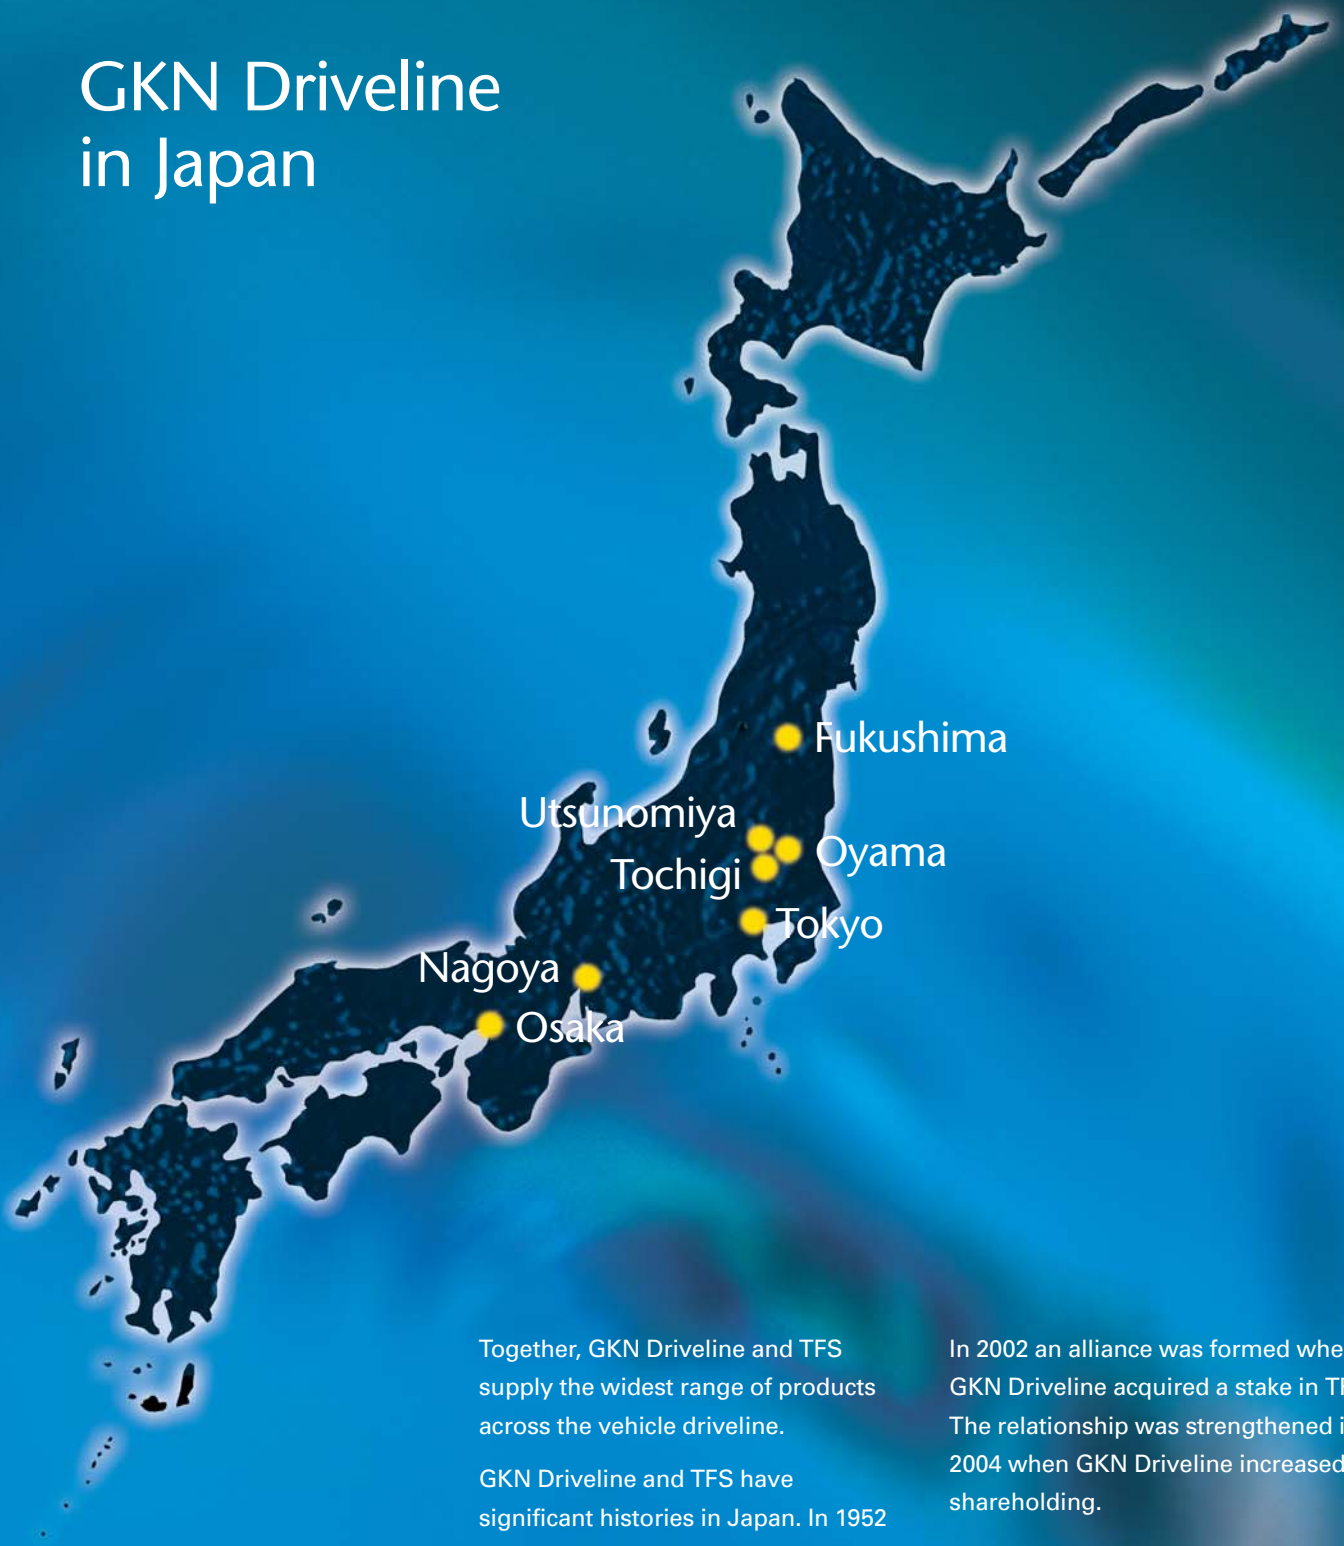 GKN Driveline
in Japan
Fukushima
Utsunomiya
Oyama
Tochigi
Tokyo
Nagoya
Osaka
Together, GKN Driveline and TFS
supply the widest range of products
across the vehicle driveline.
GKN Driveline and TFS have
significant histories in Japan. In 1952
In 2002 an alliance was formed whe
GKN Driveline acquired a stake in
The relationship was strengthened
2004 when GKN Driveline increased
shareholding.